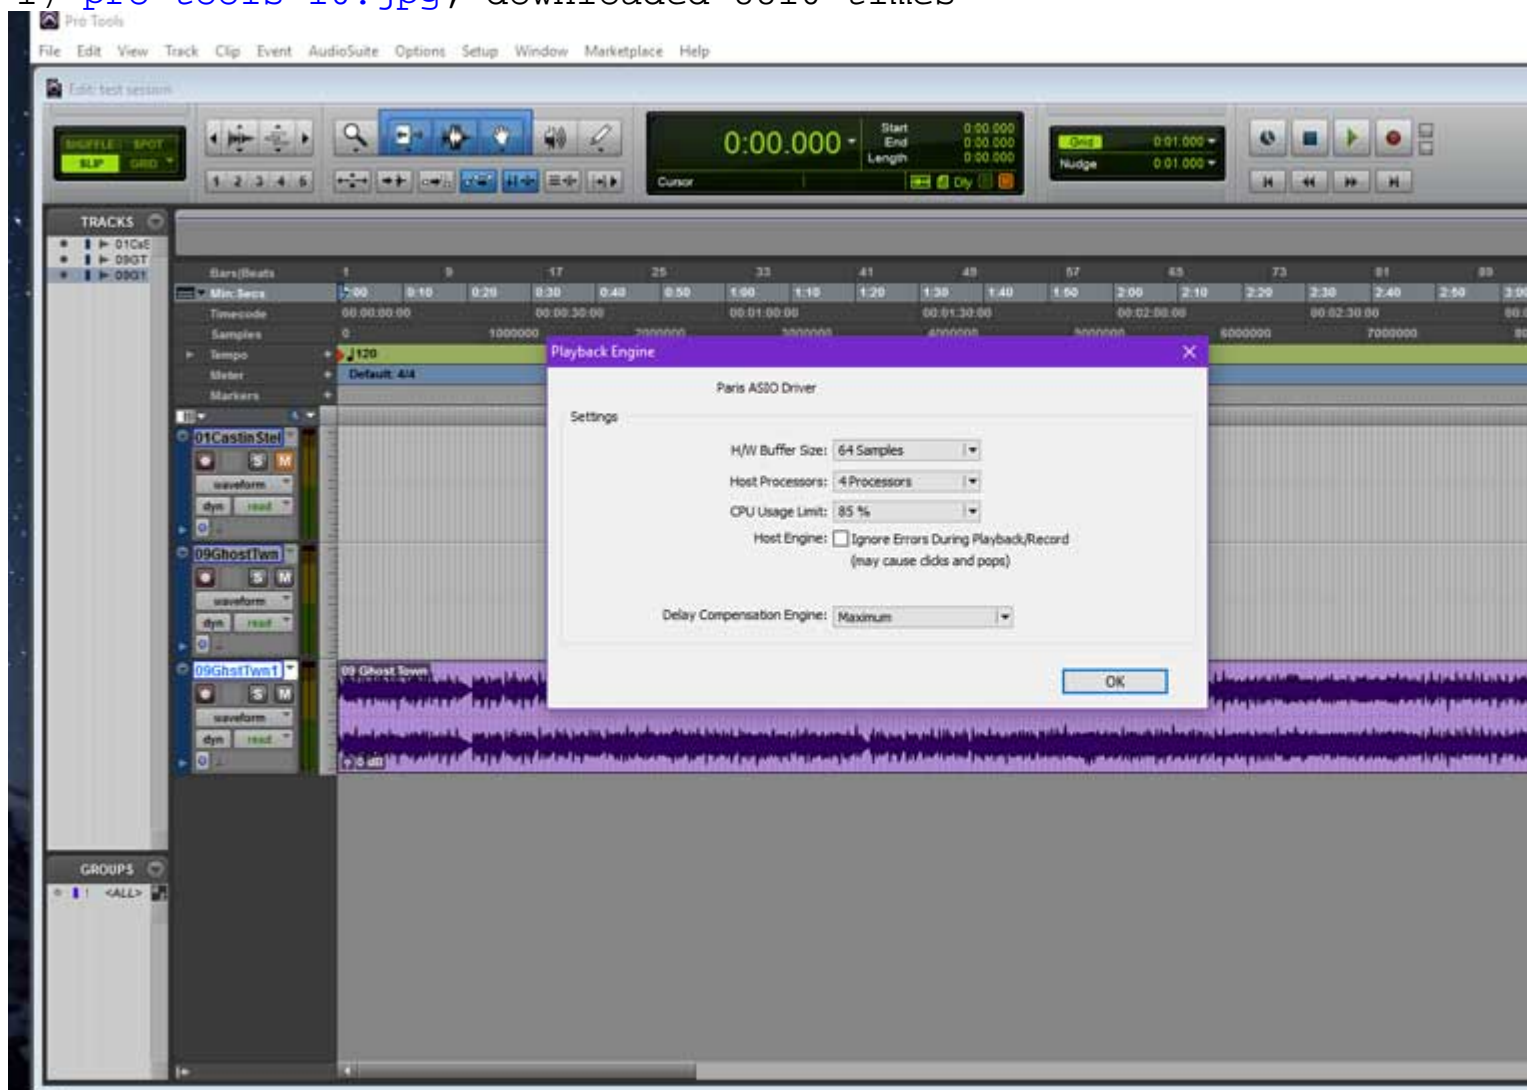 Pro Tools
File Edit View Track Clip Event AudioSuite Options Setup Window Marketplace Help
Edit: test session
SHUFFLE SPOT
SLIP GRID
1 2 3 4 5
0:00.000
Start 0:00.000
End 0:00.000
Length 0:00.000
Cursor
Dly
Grid 0:01.000
Nudge 0:01.000
TRACKS
09GT
Bars|Beats 1 9 17 25 33 41 49 57 65 73 81 89
Min:Secs 0:00 0:10 0:20 0:30 0:40 0:50 1:00 1:10 1:20 1:30 1:40 1:50 2:00 2:10 2:20 2:30 2:40 2:50 3:00
Timecode 00:00:00:00 00:00:30:00 00:01:00:00 00:01:30:00 00:02:00:00 00:02:30:00
Samples 0 1000000 2000000 3000000 4000000 5000000 6000000 7000000
Tempo 120
Meter Default: 4/4
Markers
Playback Engine
Paris ASIO Driver
Settings
H/W Buffer Size: 64 Samples
Host Processors: 4 Processors
CPU Usage Limit: 85 %
Host Engine: Ignore Errors During Playback/Record
(may cause clicks and pops)
Delay Compensation Engine: Maximum
OK
01CastinStel
S M
waveform
dyn read
09GhostTwn
S M
waveform
dyn read
09GhstTwn1
S M
waveform
dyn read
09 Ghost Town
0 dB
GROUPS
! <ALL>